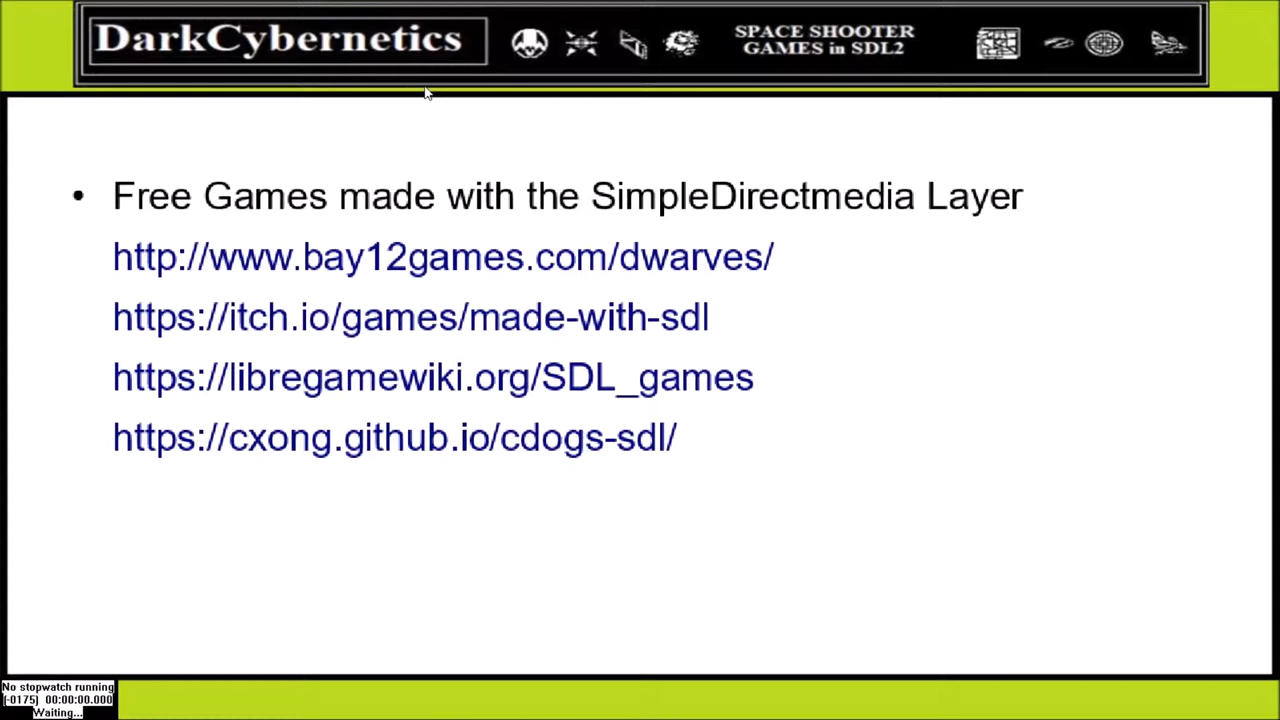 DarkCybernetics
SPACE SHOOTER
GAMES in SDL2
• Free Games made with the SimpleDirectmedia Layer
http://www.bay12games.com/dwarves/
https://itch.io/games/made-with-sdl
https://libregamewiki.org/SDL_games
https://cxong.github.io/cdogs-sdl/
No stopwatch running
(-0175) 00:00:00.000
Waiting...